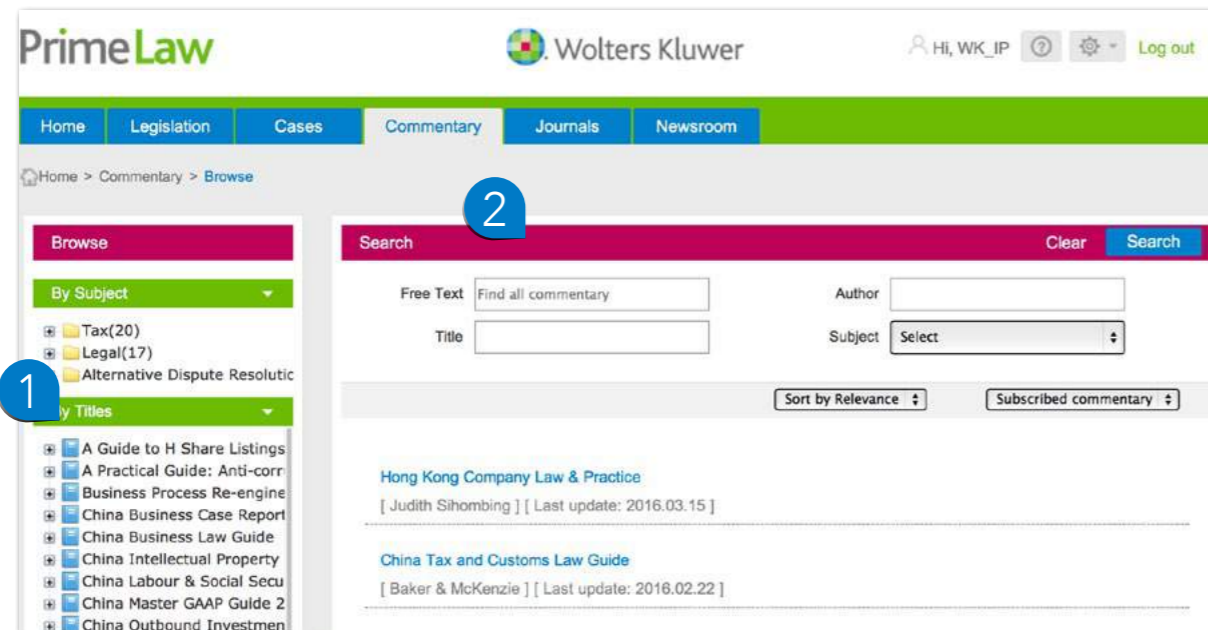 PrimeLaw
Wolters Kluwer
Hi, WK_IP
Log out
Home Legislation Cases Commentary Journals Newsroom
Home > Commentary > Browse
2
Browse
By Subject
Tax(20)
Legal(17)
Alternative Dispute Resolutic
1
y Titles
A Guide to H Share Listings
A Practical Guide: Anti-corr
Business Process Re-engine
China Business Case Report
China Business Law Guide
China Intellectual Property
China Labour & Social Secu
China Master GAAP Guide 2
China Outbound Investmen
Search Clear Search
Free Text Find all commentary Author
Title Subject Select
Sort by Relevance Subscribed commentary
Hong Kong Company Law & Practice
[ Judith Sihombing ] [ Last update: 2016.03.15 ]
China Tax and Customs Law Guide
[ Baker & McKenzie ] [ Last update: 2016.02.22 ]